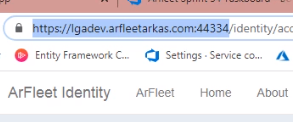 https://lgadev.arfleetarkas.com:44334/identity/acc
Entity Framework C... Settings - Service co...
ArFleet Identity ArFleet Home About